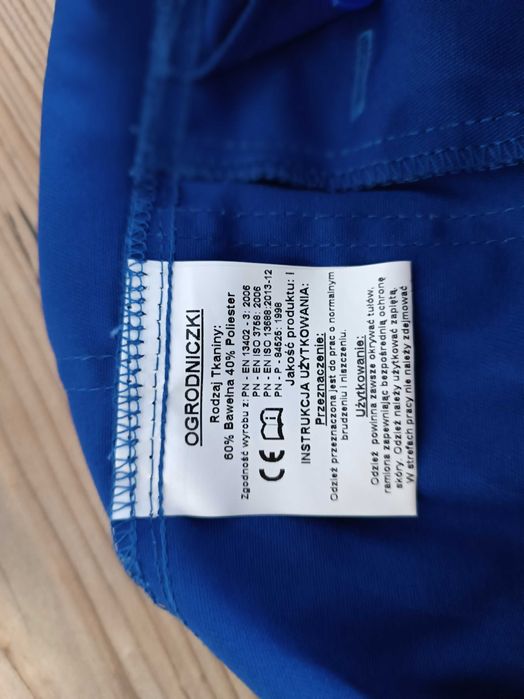 OGRODNICZKI
Rodzaj Tkaniny:
60% Bawełna 40% Poliester
Zgodność wyrobu z: PN - EN 13402 - 3: 2006
PN - EN ISO 3758: 2006
PN - EN ISO 13688:2013-12
PN - P - 84525: 1998
CE i
Jakość produktu: I
INSTRUKCJA UŻYTKOWANIA:
Przeznaczenie:
Odzież przeznaczona jest do prac o normalnym
brudzeniu i niszczeniu.
Użytkowanie:
Odzież powinna zawsze okrywać tułów,
ramiona zapewniając bezpośrednią ochronę
skóry. Odzież należy użytkować zapiętą.
W strefach pracy nie należy zdejmować